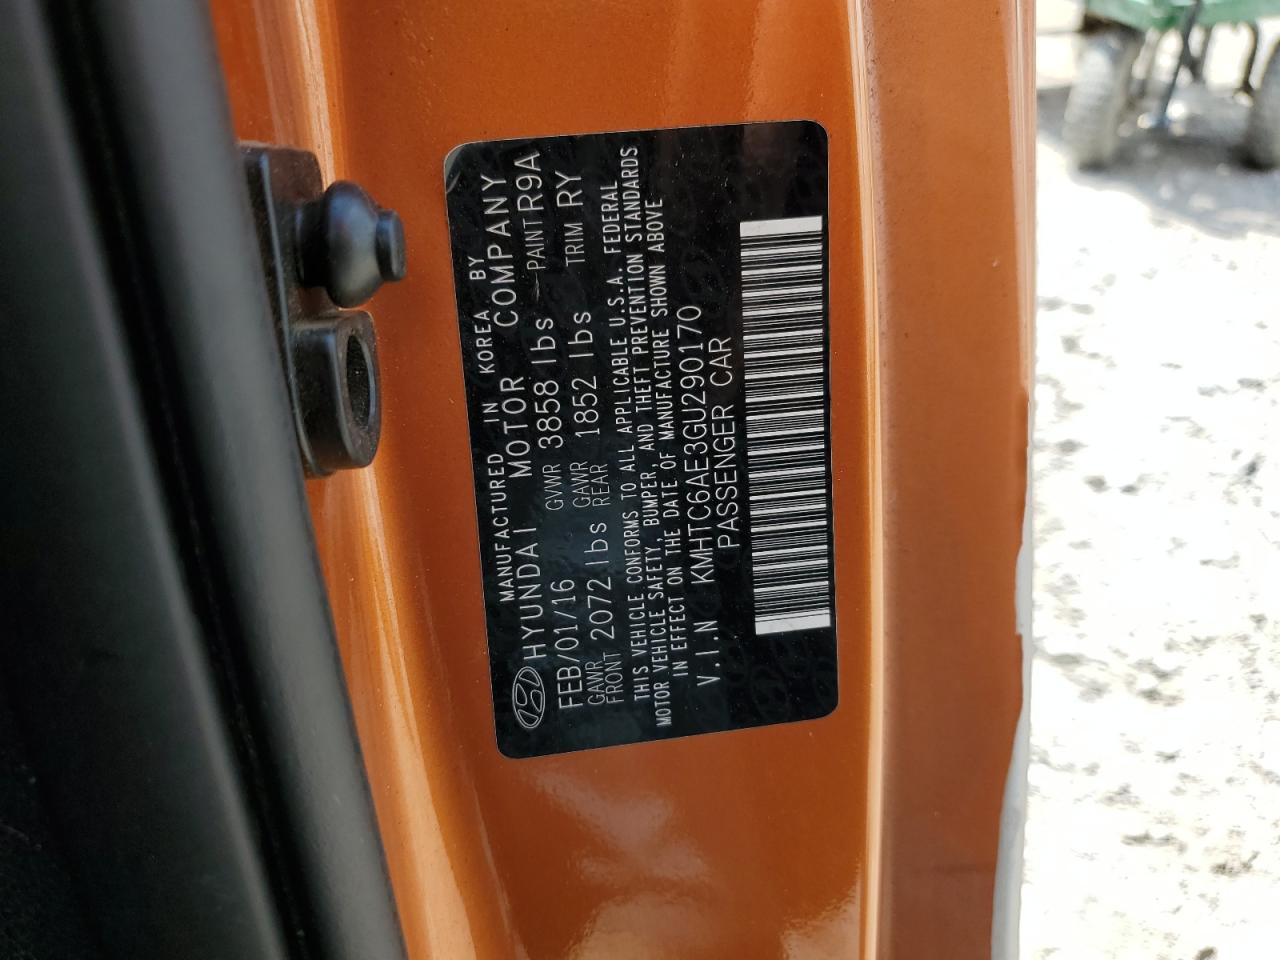 MANUFACTURED IN KOREA BY
HYUNDAI MOTOR COMPANY
FEB/01/16 GVWR 3858 lbs PAINT R9A
GAWR FRONT 2072 lbs GAWR REAR 1852 lbs TRIM RY
THIS VEHICLE CONFORMS TO ALL APPLICABLE U.S.A. FEDERAL
MOTOR VEHICLE SAFETY, BUMPER, AND THEFT PREVENTION STANDARDS
IN EFFECT ON THE DATE OF MANUFACTURE SHOWN ABOVE
V.I.N KMHTC6AE3GU290170
PASSENGER CAR